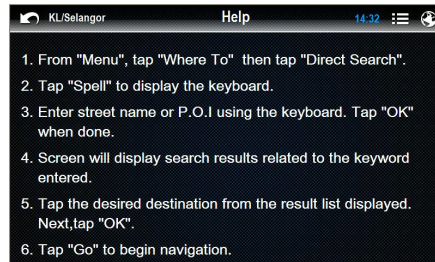 KL/Selangor Help 14:32
1. From "Menu", tap "Where To" then tap "Direct Search".
2. Tap "Spell" to display the keyboard.
3. Enter street name or P.O.I using the keyboard. Tap "OK"
when done.
4. Screen will display search results related to the keyword
entered.
5. Tap the desired destination from the result list displayed.
Next,tap "OK".
6. Tap "Go" to begin navigation.